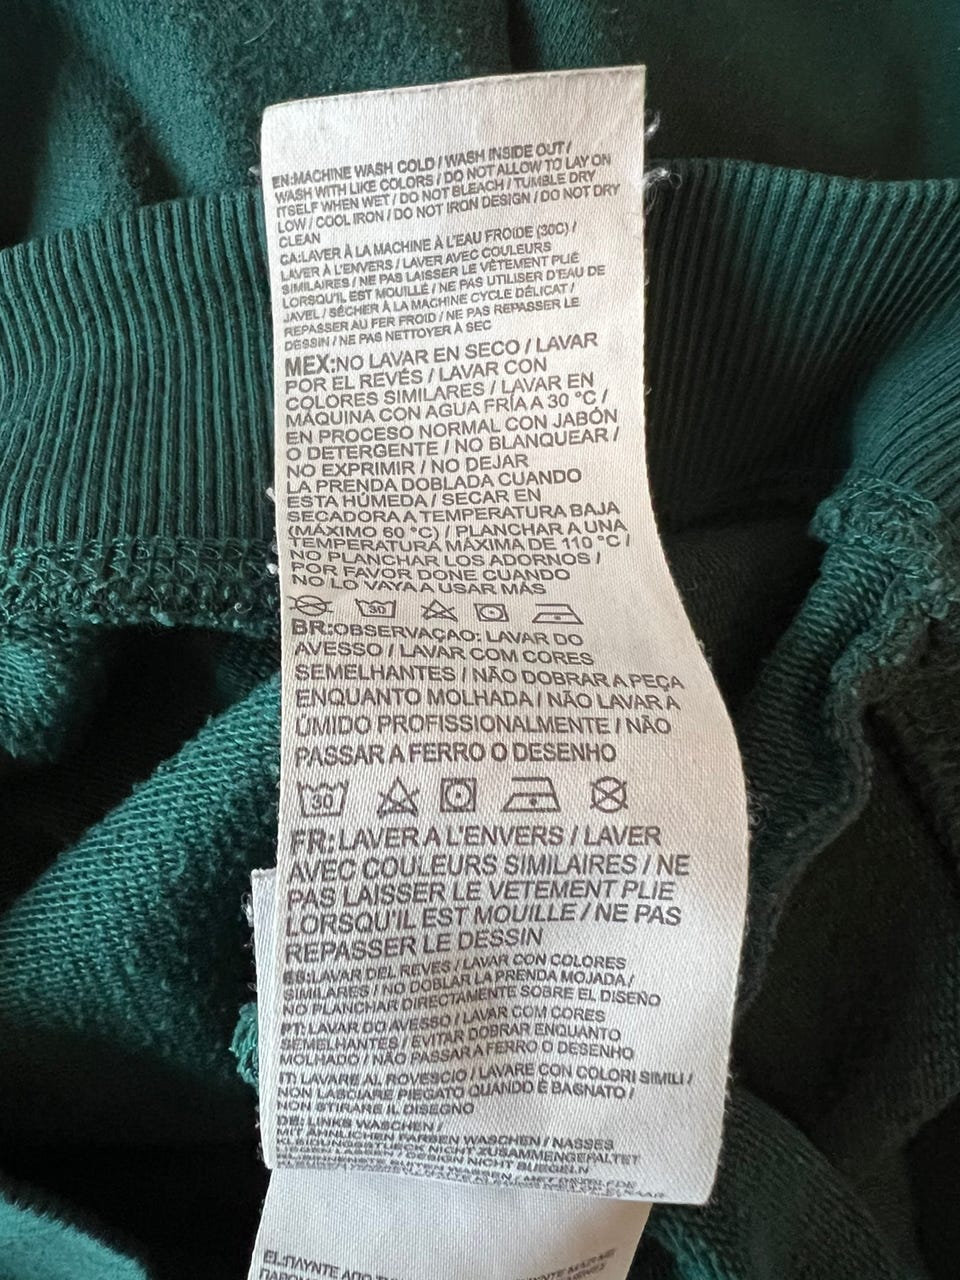 EN:MACHINE WASH COLD / WASH INSIDE OUT /
WASH WITH LIKE COLORS / DO NOT ALLOW TO LAY ON
ITSELF WHEN WET / DO NOT BLEACH / TUMBLE DRY
LOW / COOL IRON / DO NOT IRON DESIGN / DO NOT DRY
CLEAN
CA:LAVER À LA MACHINE À L'EAU FROIDE (30C) /
LAVER À L'ENVERS / LAVER AVEC COULEURS
SIMILAIRES / NE PAS LAISSER LE VÊTEMENT PLIÉ
LORSQU'IL EST MOUILLÉ / NE PAS UTILISER D'EAU DE
JAVEL / SÉCHER À LA MACHINE CYCLE DÉLICAT /
REPASSER AU FER FROID / NE PAS REPASSER LE
DESSIN / NE PAS NETTOYER À SEC
MEX:NO LAVAR EN SECO / LAVAR
POR EL REVÉS / LAVAR CON
COLORES SIMILARES / LAVAR EN
MÁQUINA CON AGUA FRÍA A 30 °C /
EN PROCESO NORMAL CON JABÓN
O DETERGENTE / NO BLANQUEAR /
NO EXPRIMIR / NO DEJAR
LA PRENDA DOBLADA CUANDO
ESTA HÚMEDA / SECAR EN
SECADORA A TEMPERATURA BAJA
(MÁXIMO 60 °C) / PLANCHAR A UNA
TEMPERATURA MÁXIMA DE 110 °C /
NO PLANCHAR LOS ADORNOS /
POR FAVOR DONE CUANDO
NO LO VAYA A USAR MÁS
30
BR:OBSERVAÇAO: LAVAR DO
AVESSO / LAVAR COM CORES
SEMELHANTES / NÃO DOBRAR A PEÇA
ENQUANTO MOLHADA / NÃO LAVAR A
ÚMIDO PROFISSIONALMENTE / NÃO
PASSAR A FERRO O DESENHO
30
FR:LAVER A L'ENVERS / LAVER
AVEC COULEURS SIMILAIRES / NE
PAS LAISSER LE VETEMENT PLIE
LORSQU'IL EST MOUILLE / NE PAS
REPASSER LE DESSIN
ES:LAVAR DEL REVES / LAVAR CON COLORES
SIMILARES / NO DOBLAR LA PRENDA MOJADA /
NO PLANCHAR DIRECTAMENTE SOBRE EL DISEÑO
PT: LAVAR DO AVESSO / LAVAR COM CORES
SEMELHANTES / EVITAR DOBRAR ENQUANTO
MOLHADO / NÃO PASSAR A FERRO O DESENHO
IT: LAVARE AL ROVESCIO / LAVARE CON COLORI SIMILI /
NON LASCIARE PIEGATO QUANDO È BAGNATO /
NON STIRARE IL DISEGNO
DE: LINKS WASCHEN /
MIT ÄHNLICHEN FARBEN WASCHEN / NASSES
KLEIDUNGSSTUECK NICHT ZUSAMMENGEFALTET
LIEGEN LASSEN / DESIGN NICHT BUEGELN
EL:ΠΛΥΝΤΕ ΑΠΟ